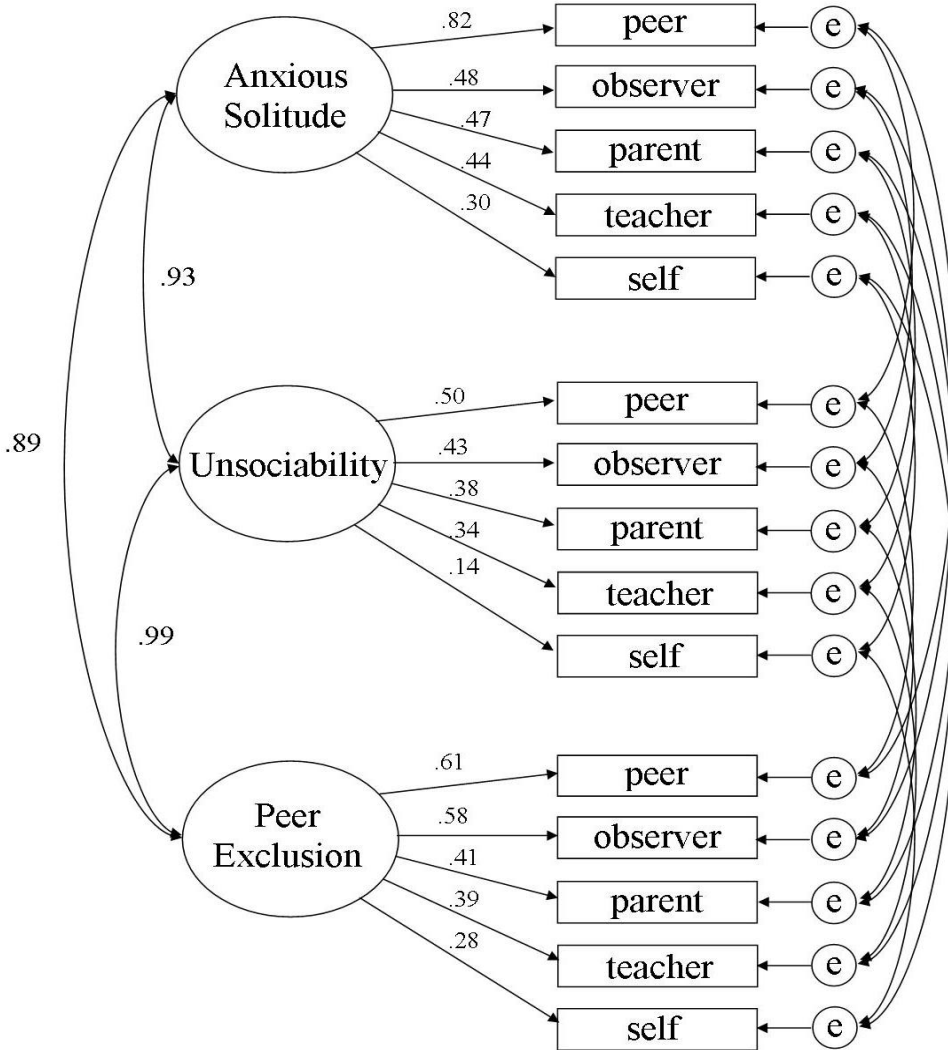 .82
peer
e
Anxious
Solitude
.48
observer
e
.47
parent
e
.44
teacher
e
.30
self
e
.93
.89
.50
peer
e
Unsociability
.43
observer
e
.38
parent
e
.34
teacher
e
.14
self
e
.99
.61
peer
e
Peer
Exclusion
.58
observer
e
.41
parent
e
.39
teacher
e
.28
self
e